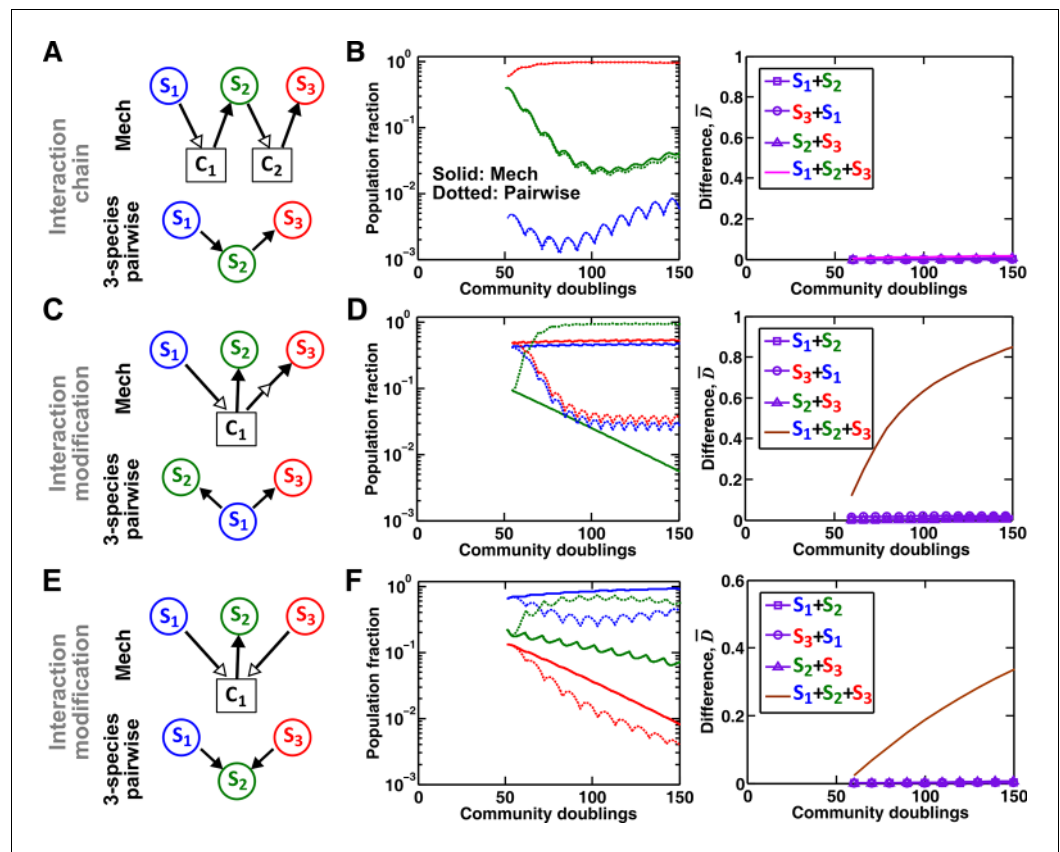 A
Interaction chain
Mech
S1
S2
S3
C1
C2
3-species pairwise
S1
S2
S3
B
Population fraction
10^0
10^-1
10^-2
10^-3
Solid: Mech
Dotted: Pairwise
0
50
100
150
Community doublings
Difference, D̅
1
0.8
0.6
0.4
0.2
0
S1+S2
S3+S1
S2+S3
S1+S2+S3
0
50
100
150
Community doublings
C
Interaction modification
Mech
S1
S2
S3
C1
3-species pairwise
S2
S3
S1
D
Population fraction
10^0
10^-1
10^-2
10^-3
0
50
100
150
Community doublings
Difference, D̅
1
0.8
0.6
0.4
0.2
0
S1+S2
S3+S1
S2+S3
S1+S2+S3
0
50
100
150
Community doublings
E
Interaction modification
Mech
S1
S2
S3
C1
3-species pairwise
S1
S3
S2
F
Population fraction
10^0
10^-1
10^-2
10^-3
0
50
100
150
Community doublings
Difference, D̅
0.6
0.4
0.2
0
S1+S2
S3+S1
S2+S3
S1+S2+S3
0
50
100
150
Community doublings